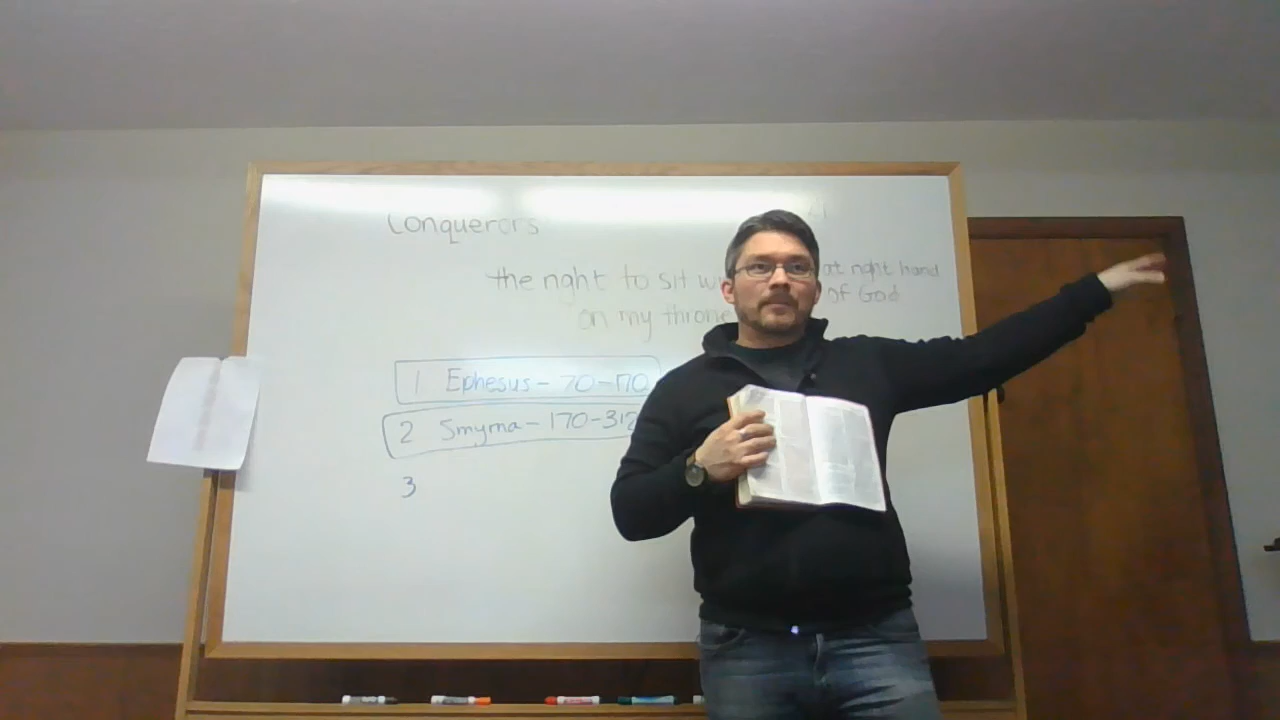 Conquerors
the right to sit
at right hand
of God
on my throne
1 Ephesus - 70-170
2 Smyrna - 170-312
3